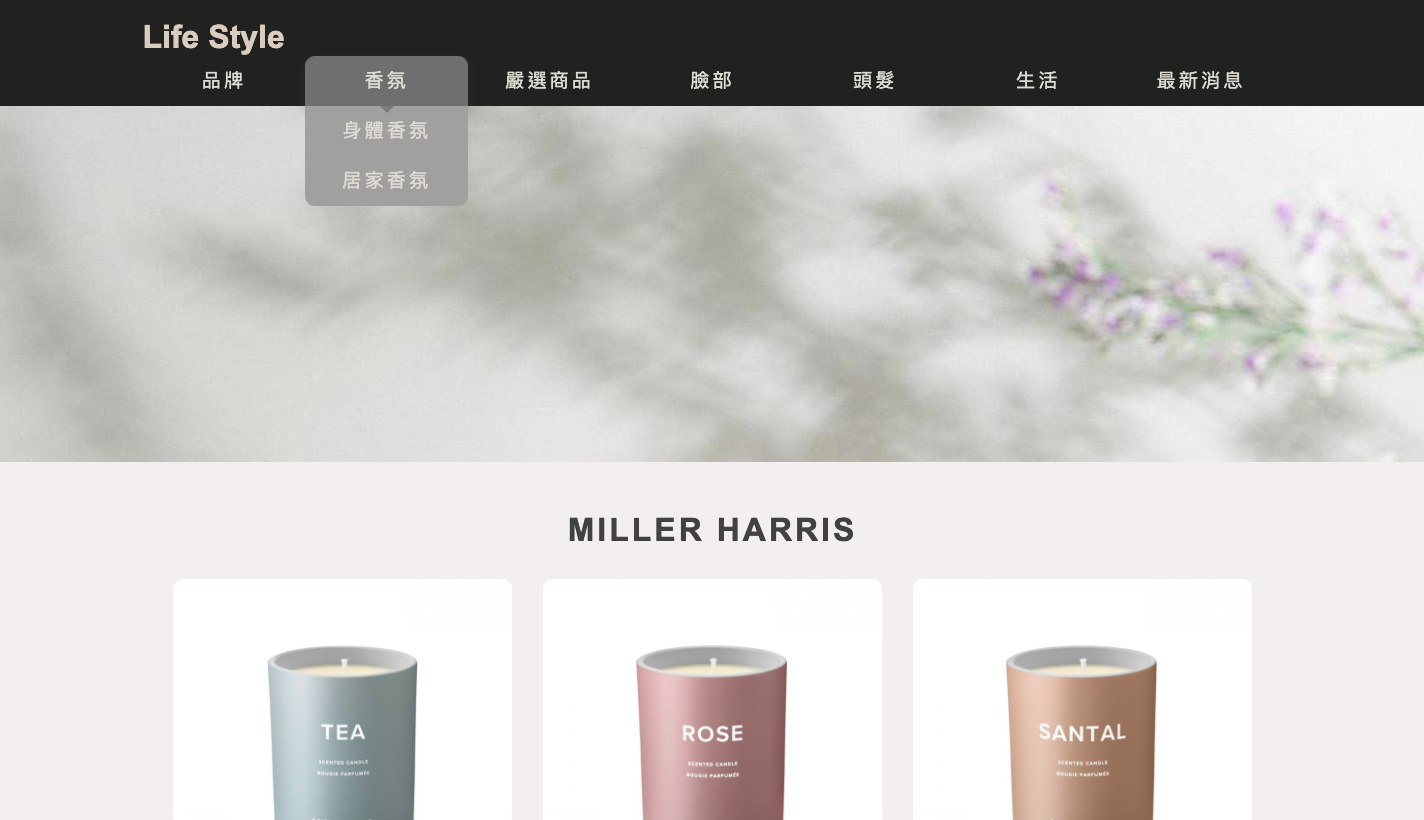 Life Style
品牌 香氛 嚴選商品 臉部 頭髮 生活 最新消息
身體香氛
居家香氛
MILLER HARRIS
TEA ROSE SANTAL
SCENTED CANDLE SCENTED CANDLE SCENTED CANDLE
BOUGIE PARFUMÉE BOUGIE PARFUMÉE BOUGIE PARFUMÉE